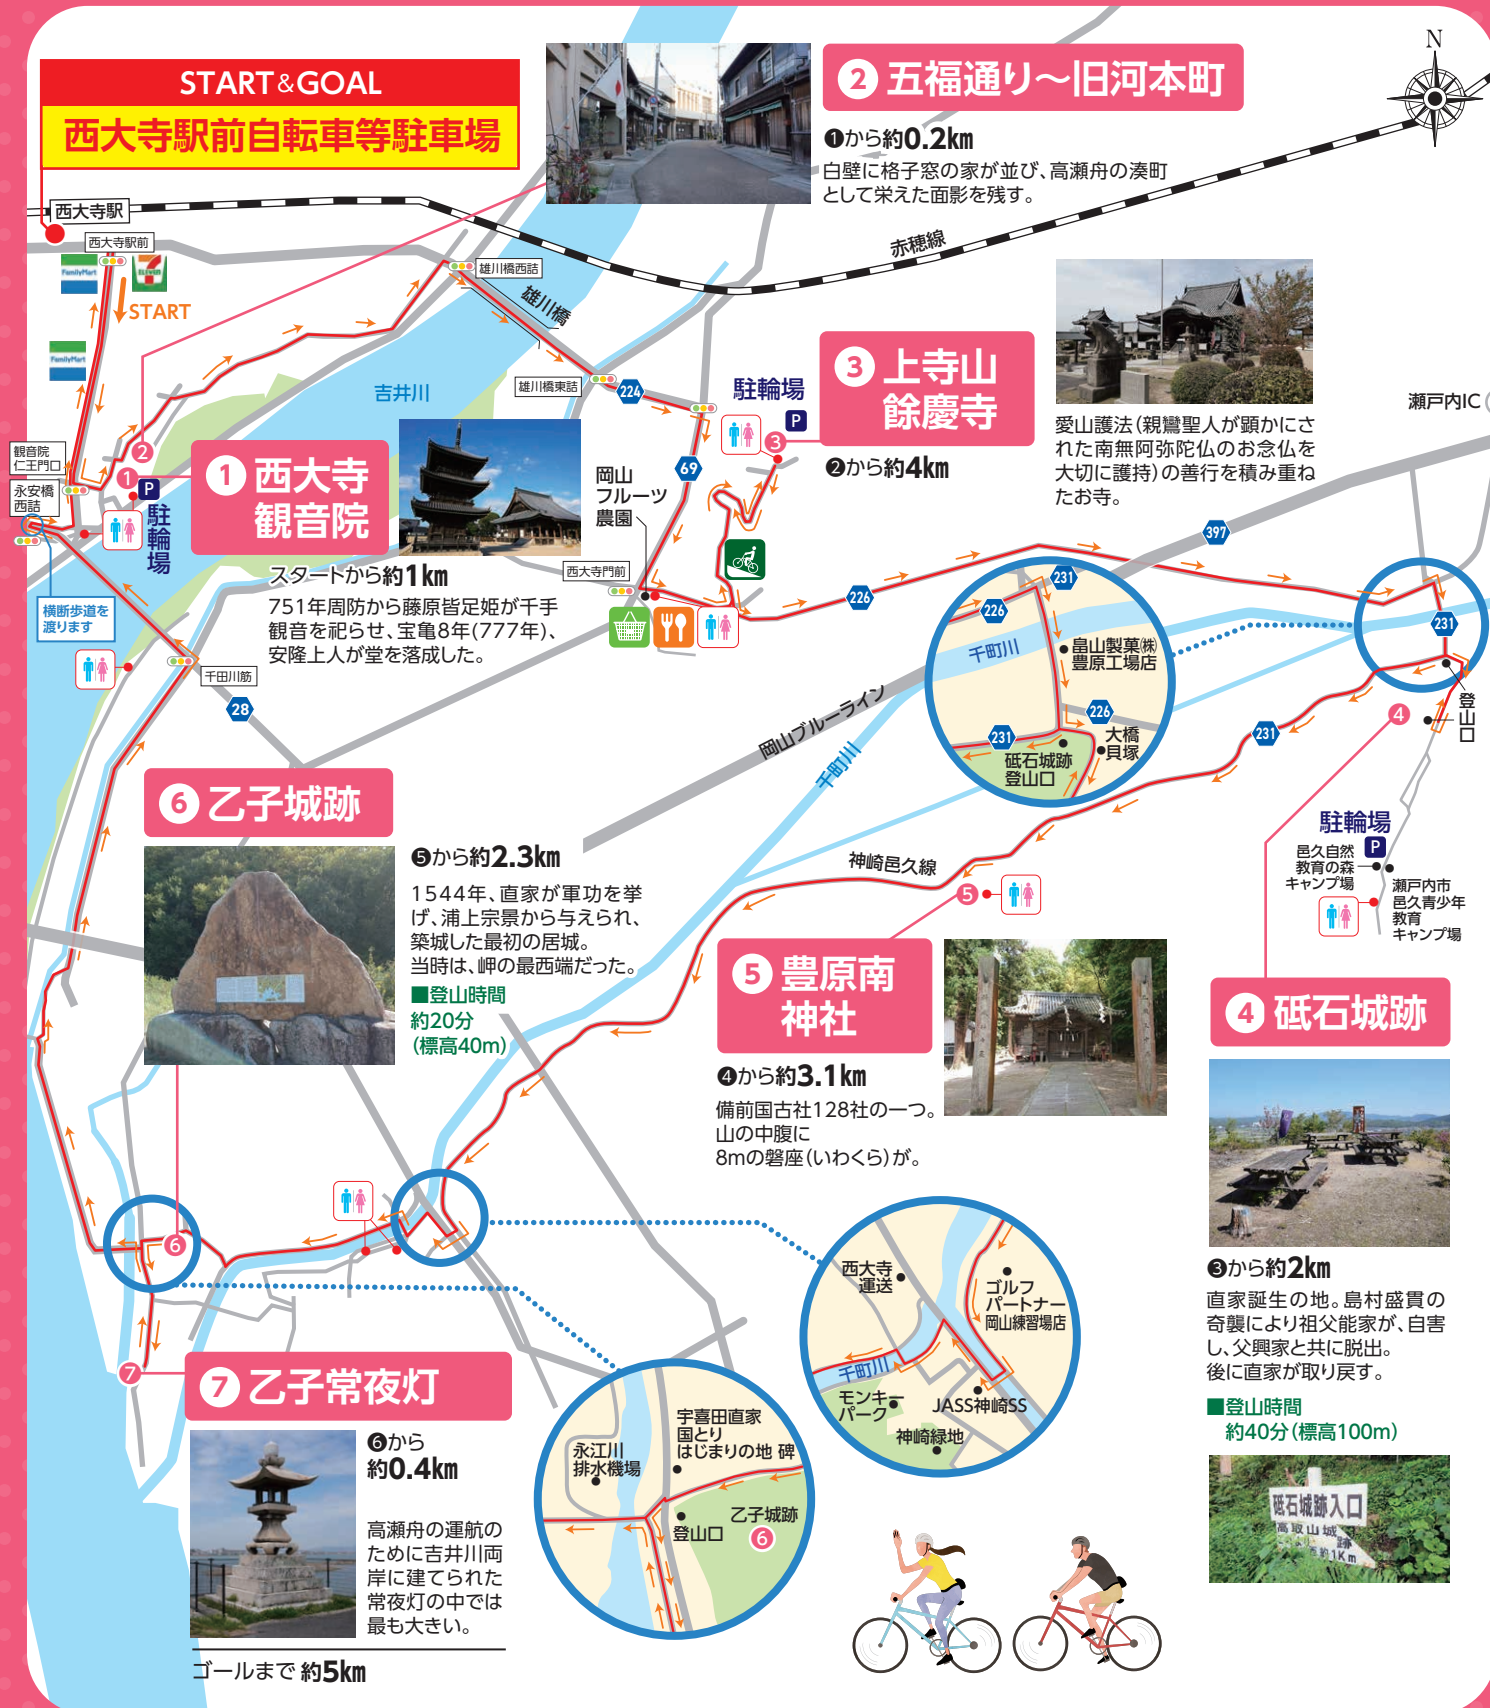 START&GOAL
西大寺駅前自転車等駐車場
西大寺駅
西大寺駅前
FamilyMart
7
ELEVEN
START
FamilyMart
観音院
仁王門口
永安橋
西詰
横断歩道を
渡ります
2
1
P
駐輪場
1 西大寺
観音院
スタートから約1km
751年周防から藤原皆足姫が千手
観音を祀らせ、宝亀8年(777年)、
安隆上人が堂を落成した。
2 五福通り～旧河本町
❶から約0.2km
白壁に格子窓の家が並び、高瀬舟の湊町
として栄えた面影を残す。
N
赤穂線
雄川橋西詰
雄川橋
雄川橋東詰
吉井川
224
69
駐輪場
P
3
3 上寺山
餘慶寺
❷から約4km
愛山護法(親鸞聖人が顕かにさ
れた南無阿弥陀仏のお念仏を
大切に護持)の善行を積み重ね
たお寺。
瀬戸内IC
岡山
フルーツ
農園
西大寺門前
226
397
231
千田川筋
28
岡山ブルーライン
千町川
神崎邑久線
231
226
231
千町川
畠山製菓㈱
豊原工場店
226
231
大橋
貝塚
砥石城跡
登山口
登山口
4
駐輪場
P
邑久自然
教育の森
キャンプ場
瀬戸内市
邑久青少年
教育
キャンプ場
4 砥石城跡
❸から約2km
直家誕生の地。島村盛貫の
奇襲により祖父能家が、自害
し、父興家と共に脱出。
後に直家が取り戻す。
■登山時間
約40分(標高100m)
砥石城跡入口
高取山城跡
約1Km
5
5 豊原南
神社
❹から約3.1km
備前国古社128社の一つ。
山の中腹に
8mの磐座(いわくら)が。
6 乙子城跡
❺から約2.3km
1544年、直家が軍功を挙
げ、浦上宗景から与えられ、
築城した最初の居城。
当時は、岬の最西端だった。
■登山時間
約20分
(標高40m)
6
7
7 乙子常夜灯
❻から
約0.4km
高瀬舟の運航の
ために吉井川両
岸に建てられた
常夜灯の中では
最も大きい。
ゴールまで 約5km
西大寺
運送
ゴルフ
パートナー
岡山練習場店
千町川
モンキー
パーク
JASS神崎SS
神崎緑地
宇喜田直家
国とり
はじまりの地 碑
永江川
排水機場
登山口
乙子城跡
6